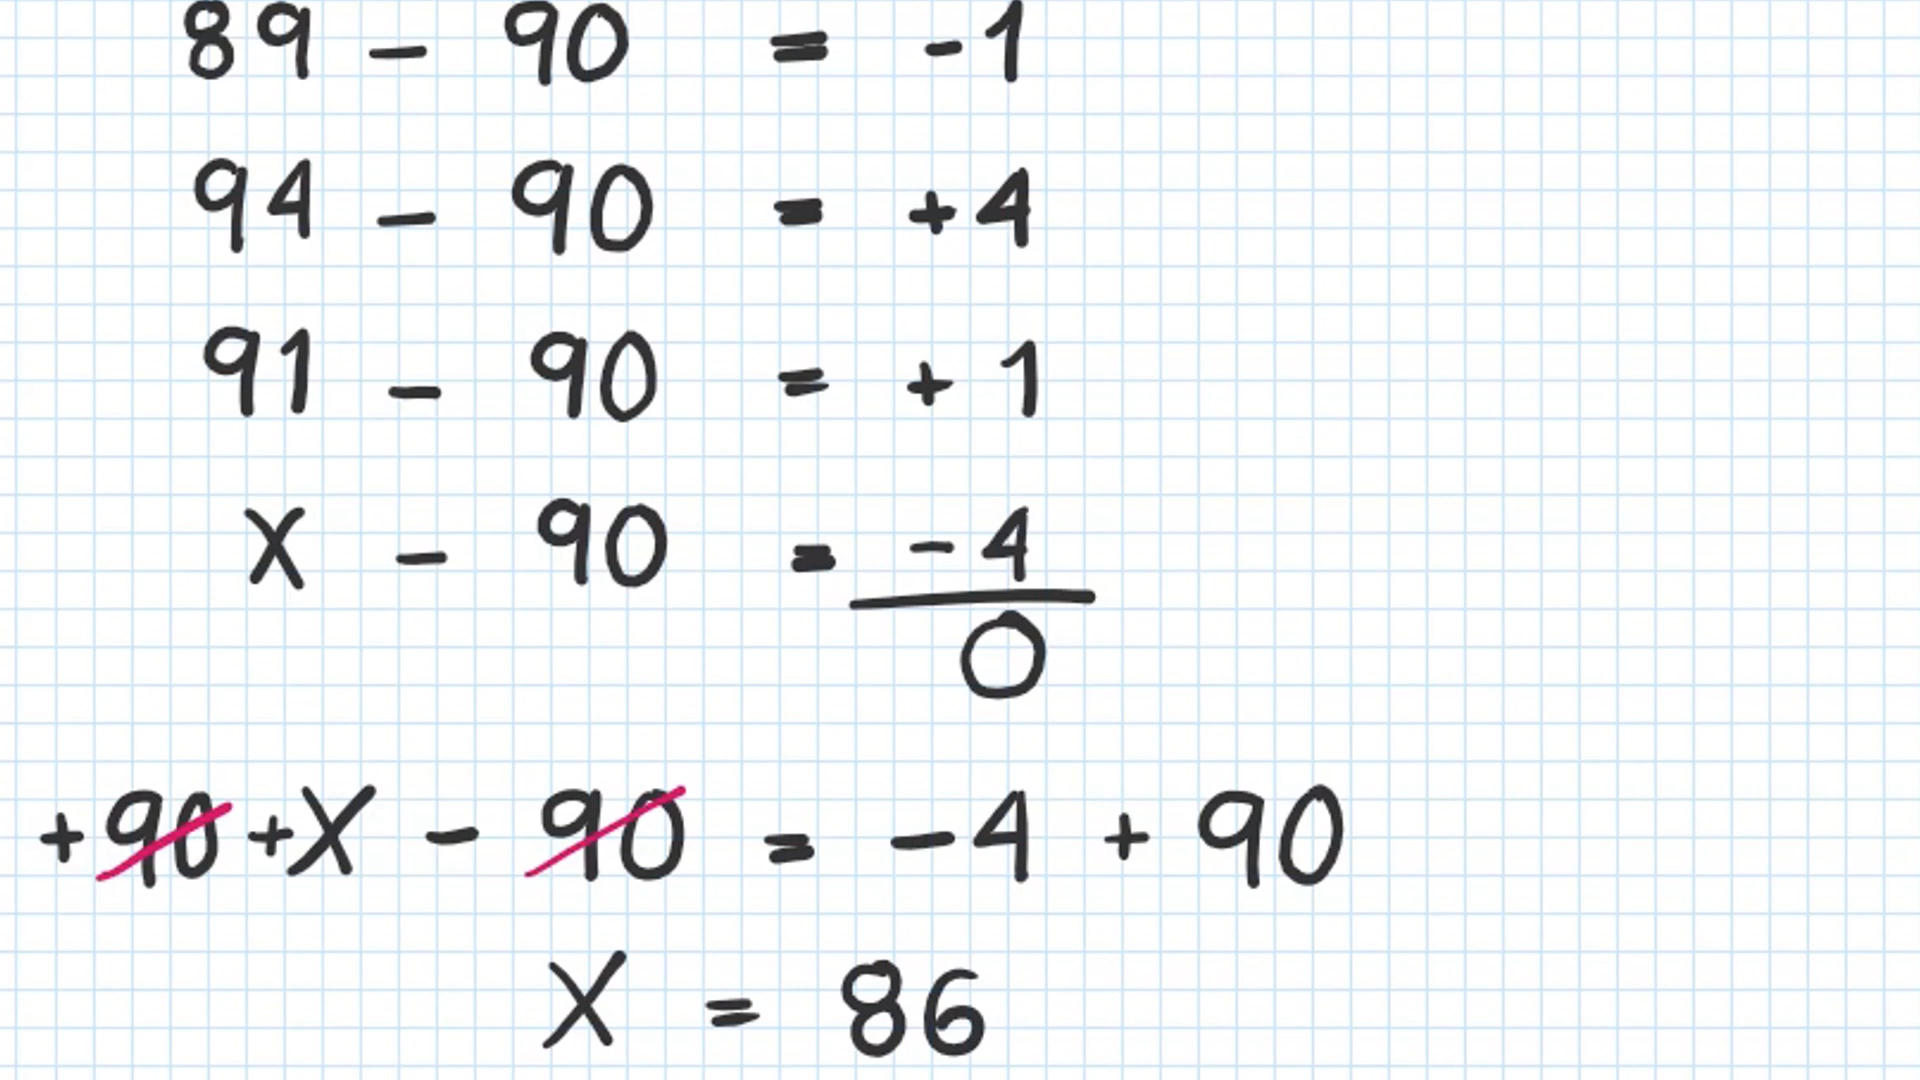 89 - 90 = -1
94 - 90 = +4
91 - 90 = + 1
X - 90 = - 4
0
+ 90 + X - 90 = - 4 + 90
X = 86